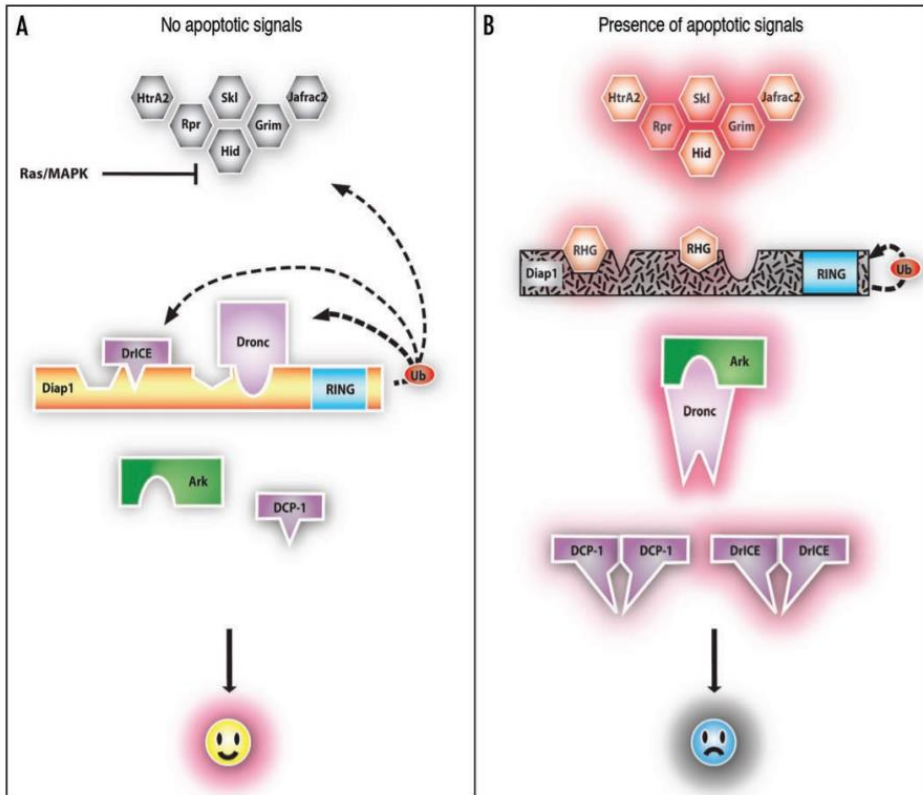 A
No apoptotic signals
HtrA2
Skl
Jafrac2
Rpr
Grim
Hid
Ras/MAPK
DrICE
Dronc
Diap1
RING
Ub
Ark
DCP-1
B
Presence of apoptotic signals
HtrA2
Skl
Jafrac2
Rpr
Grim
Hid
RHG
RHG
Diap1
RING
Ub
Ark
Dronc
DCP-1
DCP-1
DrICE
DrICE